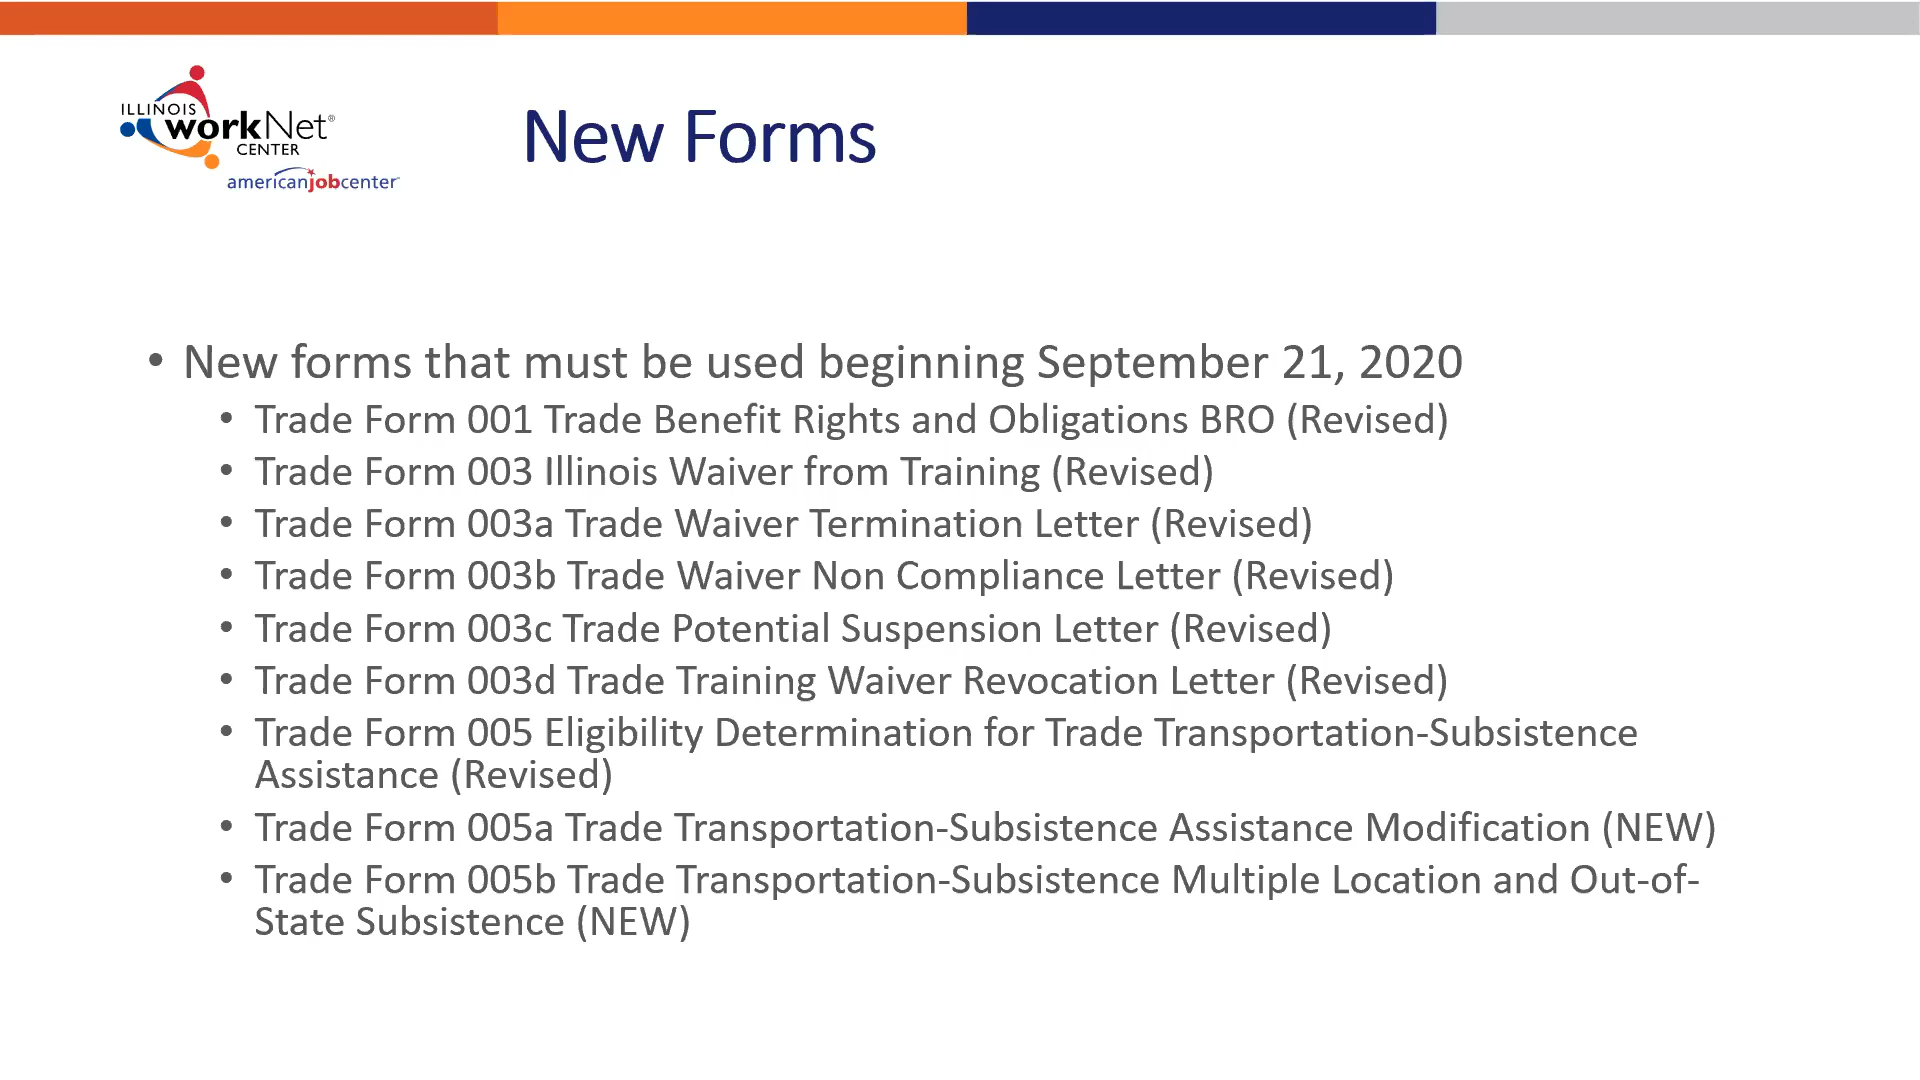 ILLINOIS
workNet®
CENTER
americanjobcenter™
New Forms
• New forms that must be used beginning September 21, 2020
• Trade Form 001 Trade Benefit Rights and Obligations BRO (Revised)
• Trade Form 003 Illinois Waiver from Training (Revised)
• Trade Form 003a Trade Waiver Termination Letter (Revised)
• Trade Form 003b Trade Waiver Non Compliance Letter (Revised)
• Trade Form 003c Trade Potential Suspension Letter (Revised)
• Trade Form 003d Trade Training Waiver Revocation Letter (Revised)
• Trade Form 005 Eligibility Determination for Trade Transportation-Subsistence
Assistance (Revised)
• Trade Form 005a Trade Transportation-Subsistence Assistance Modification (NEW)
• Trade Form 005b Trade Transportation-Subsistence Multiple Location and Out-of-
State Subsistence (NEW)